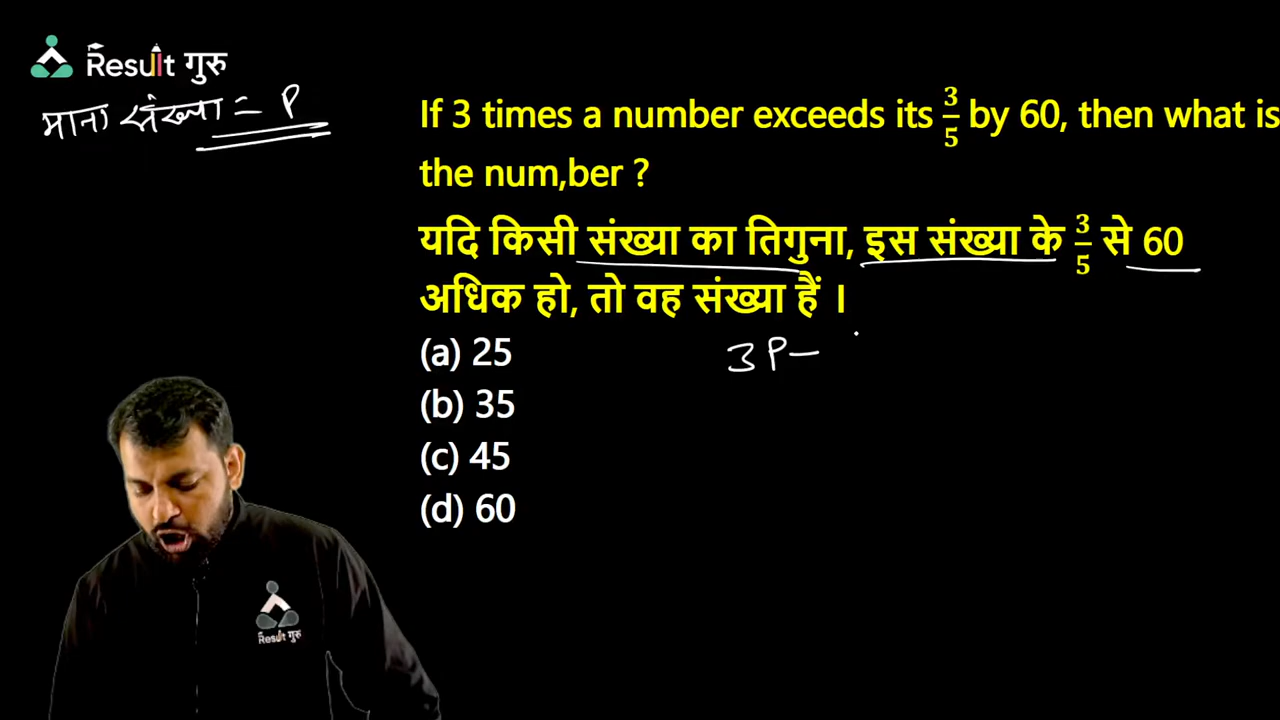 Result गुरु
माना संख्या = P
If 3 times a number exceeds its 3/5 by 60, then what is
the num,ber ?
यदि किसी संख्या का तिगुना, इस संख्या के 3/5 से 60
अधिक हो, तो वह संख्या हैं ।
(a) 25
3P-
(b) 35
(c) 45
(d) 60
Result गुरु